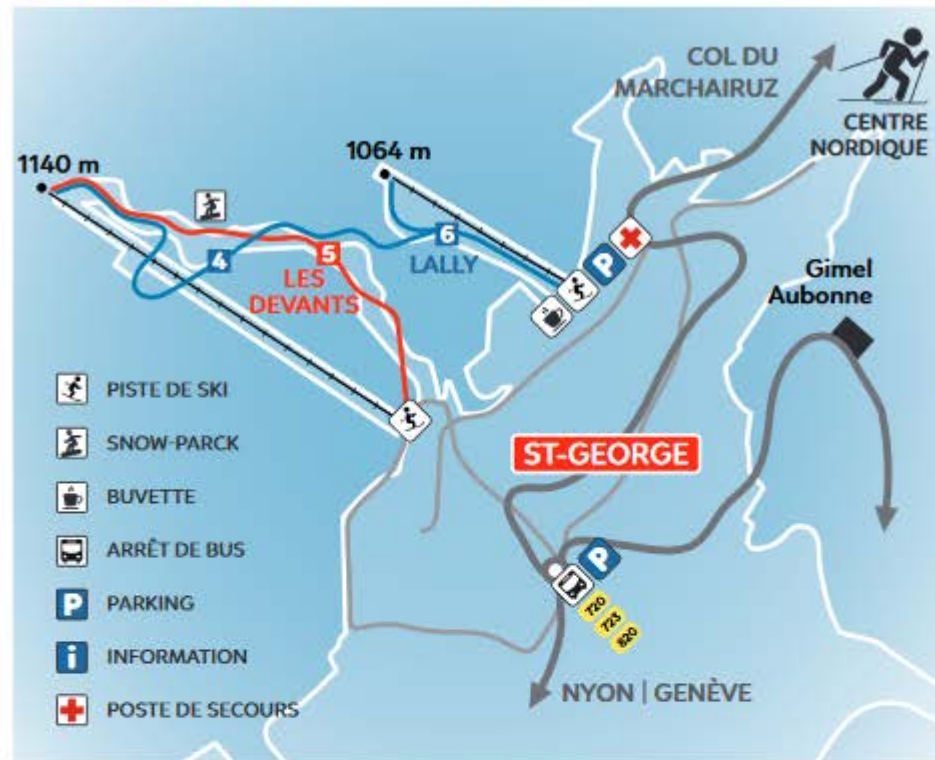 COL DU
MARCHAIRUZ
CENTRE
NORDIQUE
1140 m
1064 m
6
LALLY
P
4
5
LES
DEVANTS
Gimel
Aubonne
PISTE DE SKI
SNOW-PARCK
BUVETTE
ARRÊT DE BUS
P PARKING
i INFORMATION
POSTE DE SECOURS
ST-GEORGE
P
720
723
820
NYON | GENÈVE